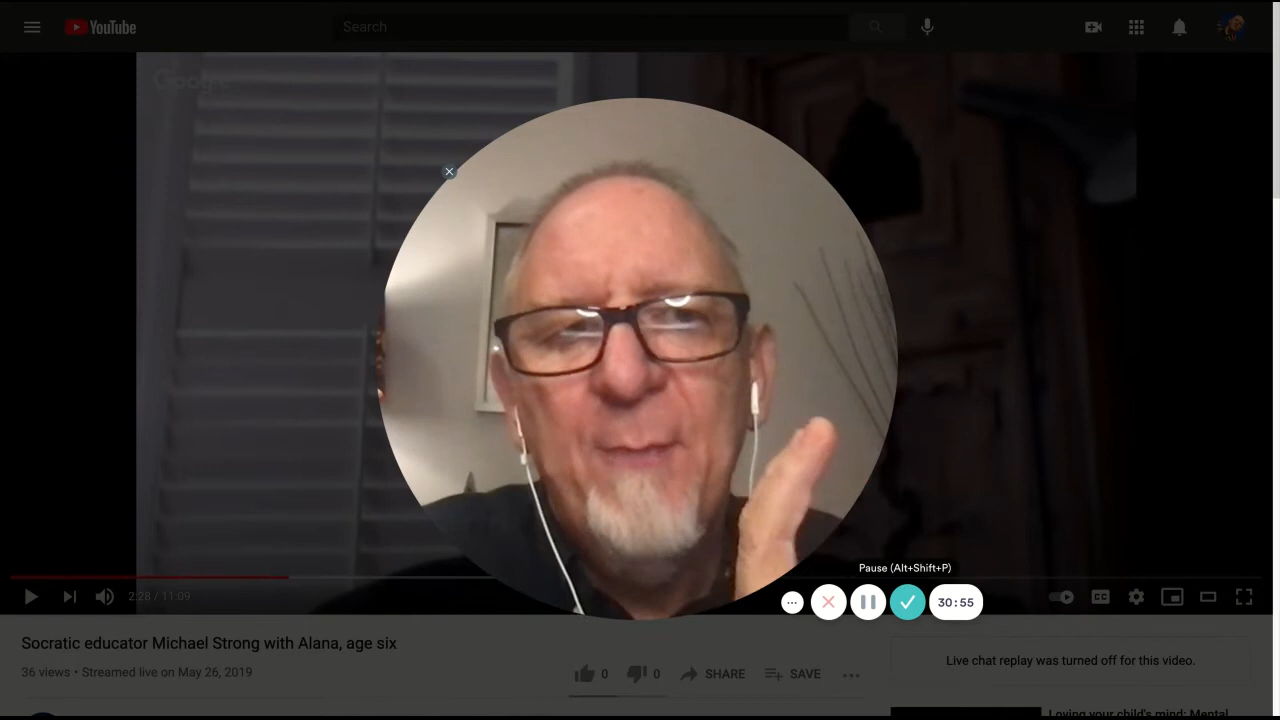 YouTube
Search
Google
Pause (Alt+Shift+P)
30:55
2:28 / 11:09
CC
Socratic educator Michael Strong with Alana, age six
36 views • Streamed live on May 26, 2019
0
0
SHARE
SAVE
Live chat replay was turned off for this video.
Loving your child's mind: Mental